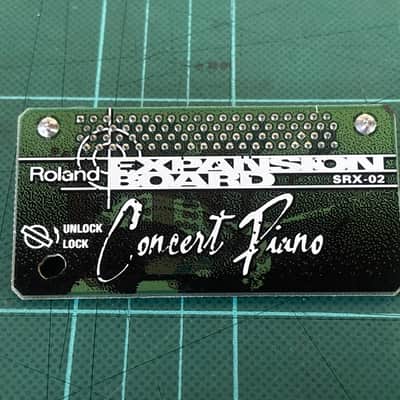 EXPANSION
Roland BOARD SRX-02
UNLOCK
LOCK
Concert Piano